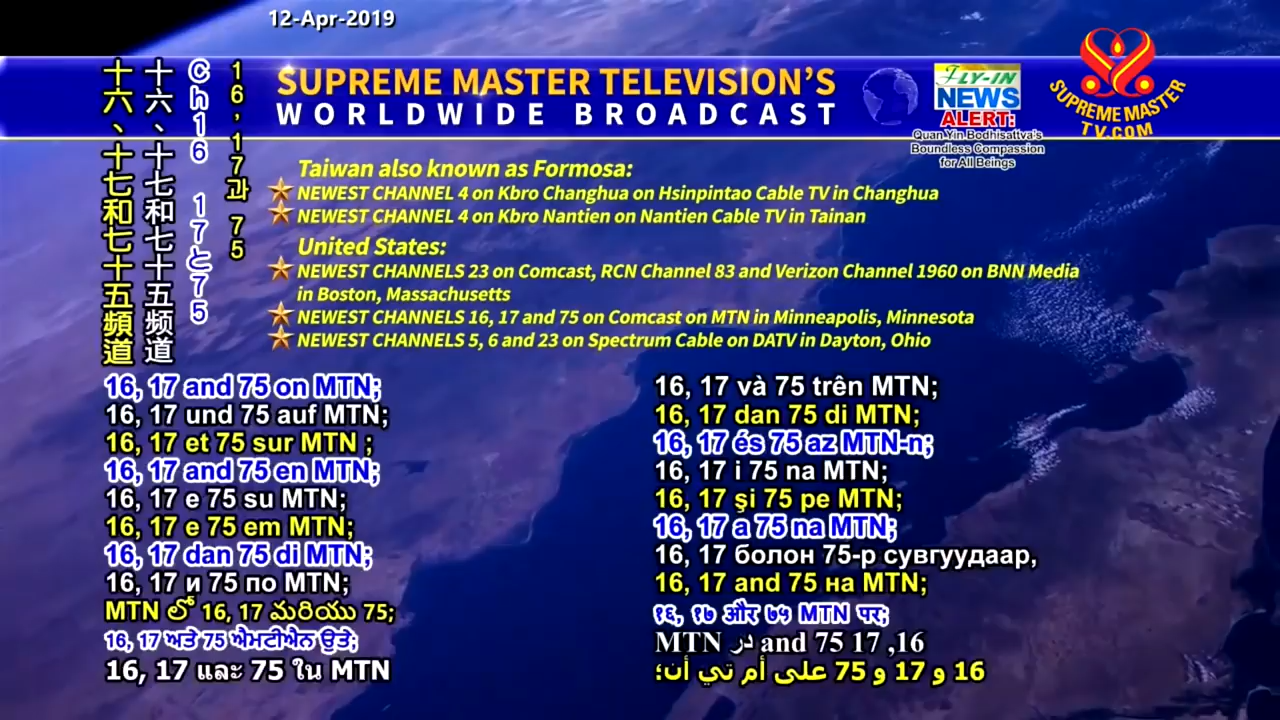 12-Apr-2019
SUPREME MASTER TELEVISION'S
WORLDWIDE BROADCAST
FLY-IN
NEWS
ALERT:
Quan Yin Bodhisattva's
Boundless Compassion
for All Beings
SUPREME MASTER
TV.COM
十六、十七和七十五頻道
十六、十七和七十五频道
Ch16 17と75
16, 17과 75
Taiwan also known as Formosa:
NEWEST CHANNEL 4 on Kbro Changhua on Hsinpintao Cable TV in Changhua
NEWEST CHANNEL 4 on Kbro Nantien on Nantien Cable TV in Tainan
United States:
NEWEST CHANNELS 23 on Comcast, RCN Channel 83 and Verizon Channel 1960 on BNN Media
in Boston, Massachusetts
NEWEST CHANNELS 16, 17 and 75 on Comcast on MTN in Minneapolis, Minnesota
NEWEST CHANNELS 5, 6 and 23 on Spectrum Cable on DATV in Dayton, Ohio
16, 17 and 75 on MTN;
16, 17 und 75 auf MTN;
16, 17 et 75 sur MTN ;
16, 17 and 75 en MTN;
16, 17 e 75 su MTN;
16, 17 e 75 em MTN;
16, 17 dan 75 di MTN;
16, 17 и 75 по MTN;
MTN లో 16, 17 మరియు 75;
16, 17 ਅਤੇ 75 ਐਮਟੀਐਨ ਉਤੇ;
16, 17 และ 75 ใน MTN
16, 17 và 75 trên MTN;
16, 17 dan 75 di MTN;
16, 17 és 75 az MTN-n;
16, 17 i 75 na MTN;
16, 17 şi 75 pe MTN;
16, 17 a 75 na MTN;
16, 17 болон 75-р сувгуудаар,
16, 17 and 75 на MTN;
१६, १७ और ७५ MTN पर;
MTN در and 75 17 ,16
16 و 17 و 75 على أم تي أن؛